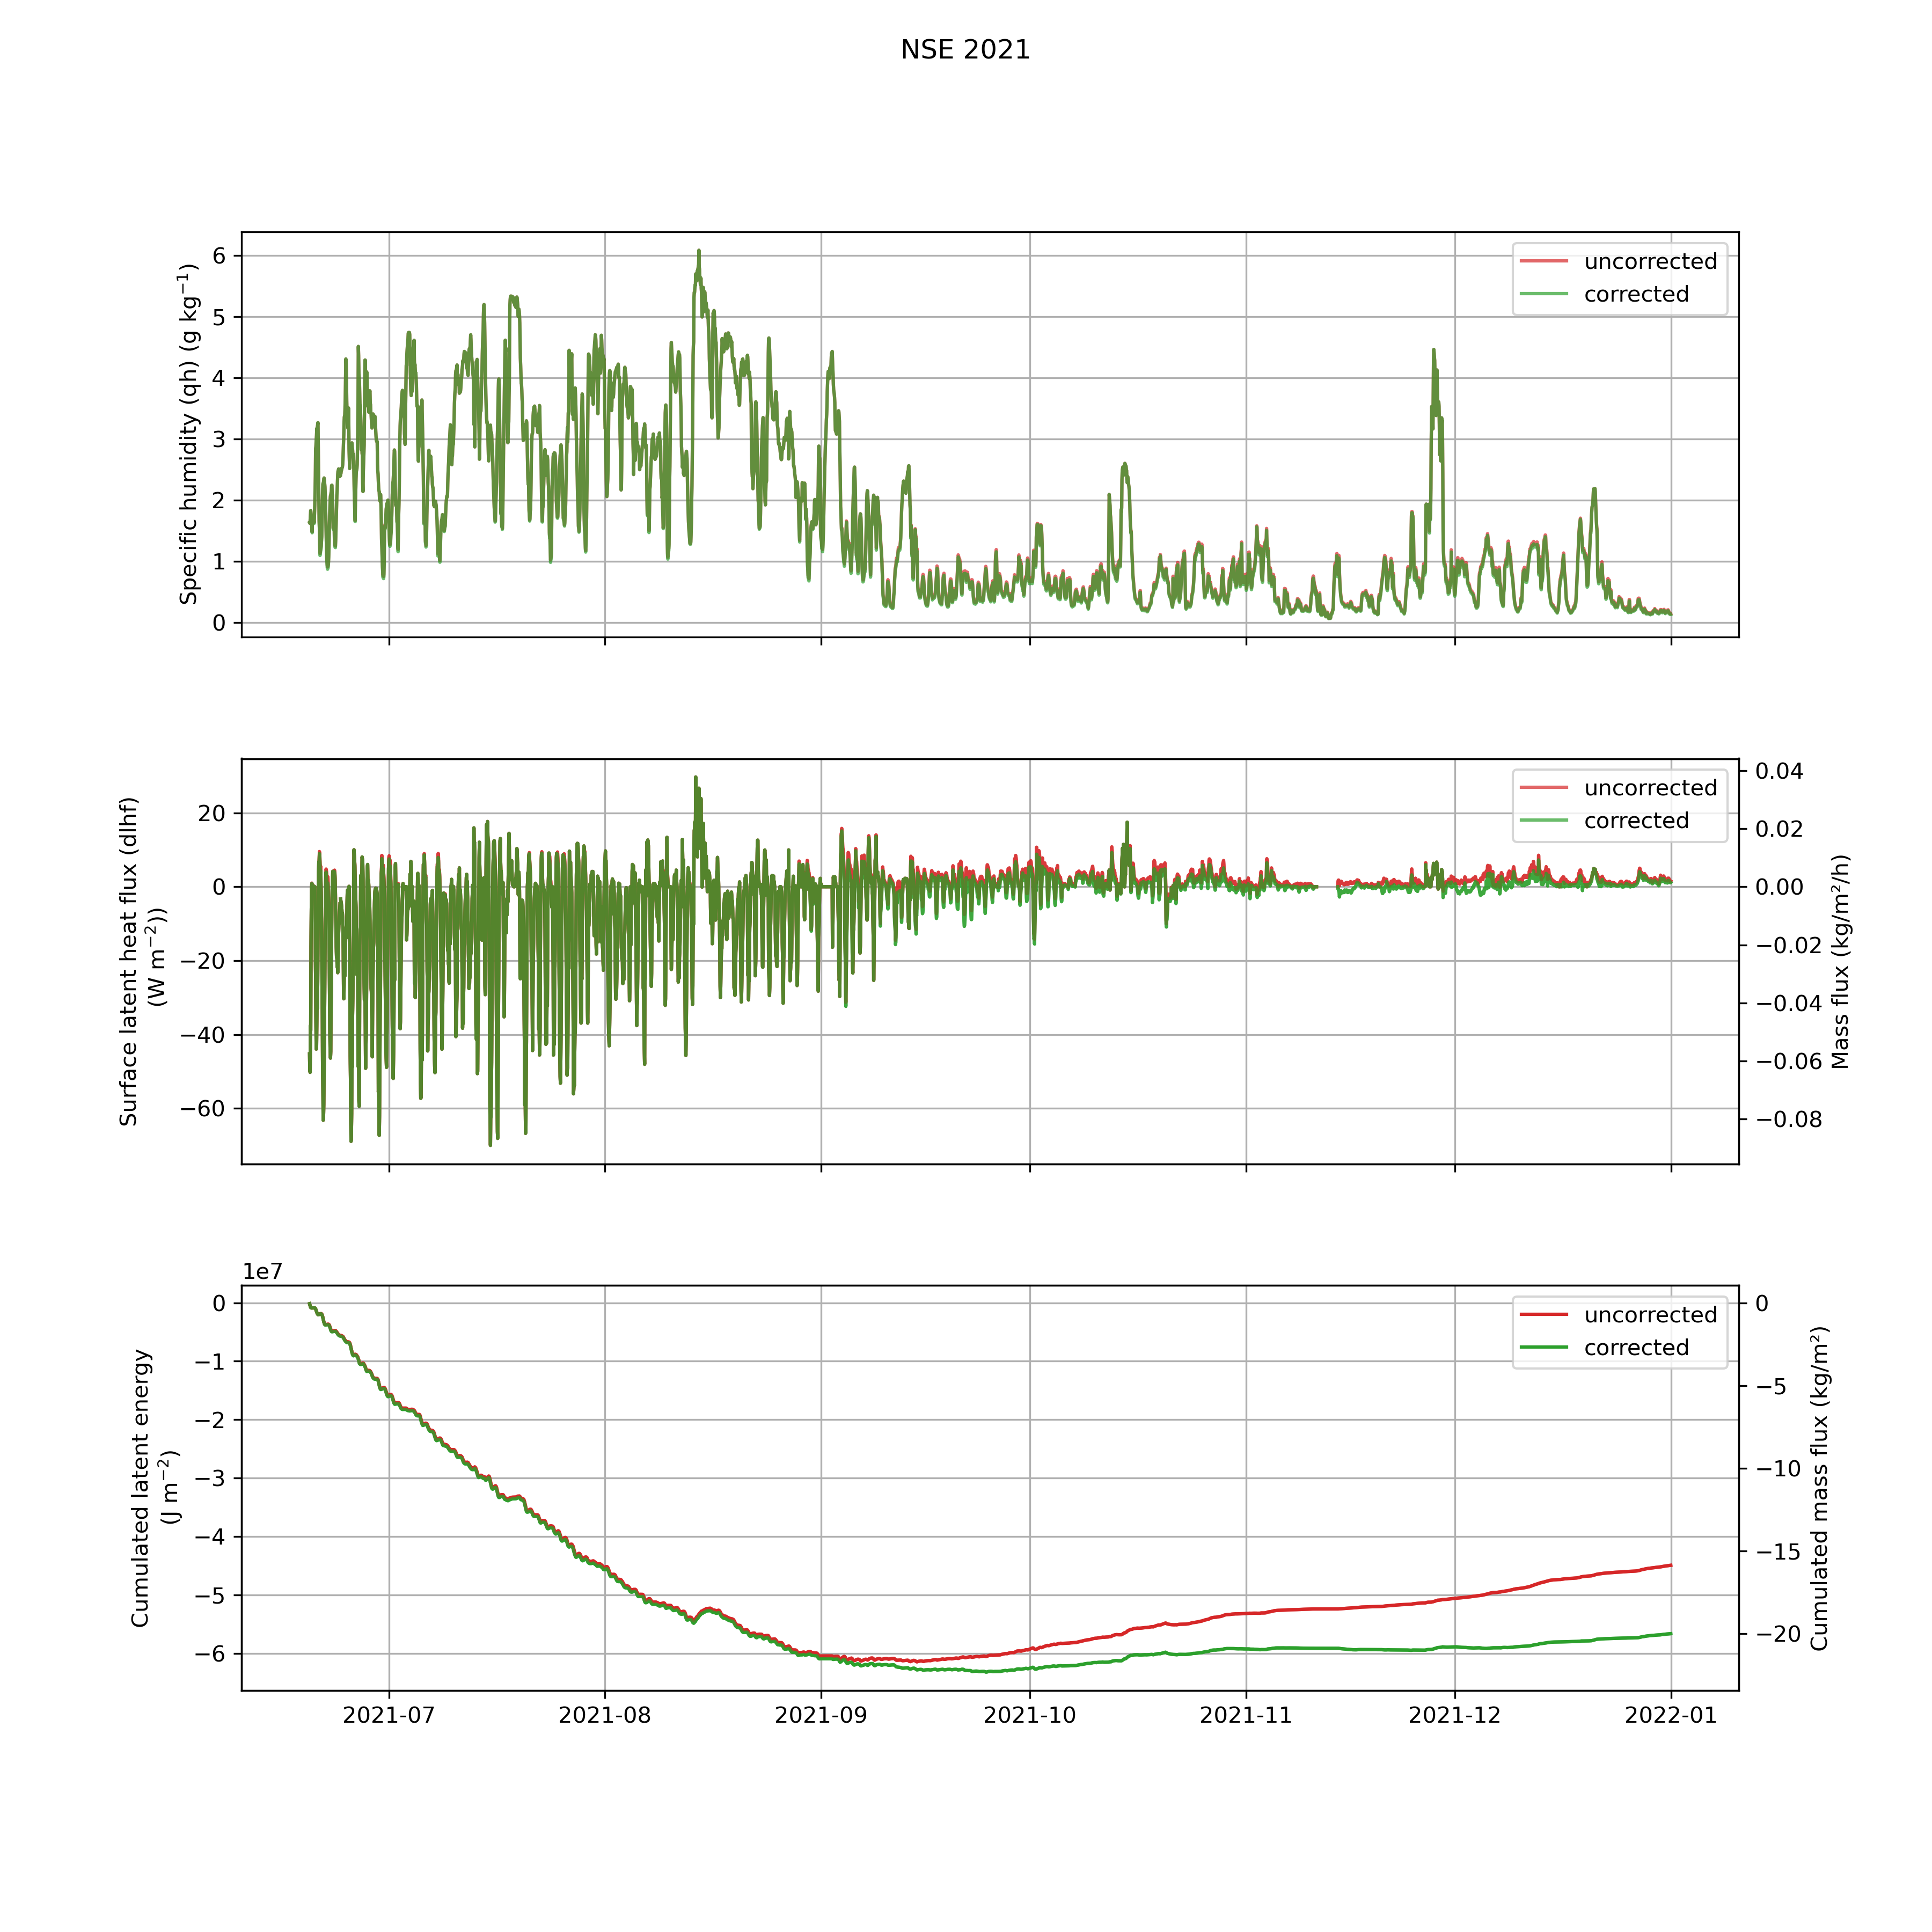 NSE 2021
Specific humidity (qh) (g kg⁻¹)
6
5
4
3
2
1
0
uncorrected
corrected
Surface latent heat flux (dlhf)
(W m⁻²))
20
0
−20
−40
−60
uncorrected
corrected
0.04
0.02
0.00
−0.02
−0.04
−0.06
−0.08
Mass flux (kg/m²/h)
1e7
Cumulated latent energy
(J m⁻²)
0
−1
−2
−3
−4
−5
−6
uncorrected
corrected
0
−5
−10
−15
−20
Cumulated mass flux (kg/m²)
2021-07
2021-08
2021-09
2021-10
2021-11
2021-12
2022-01